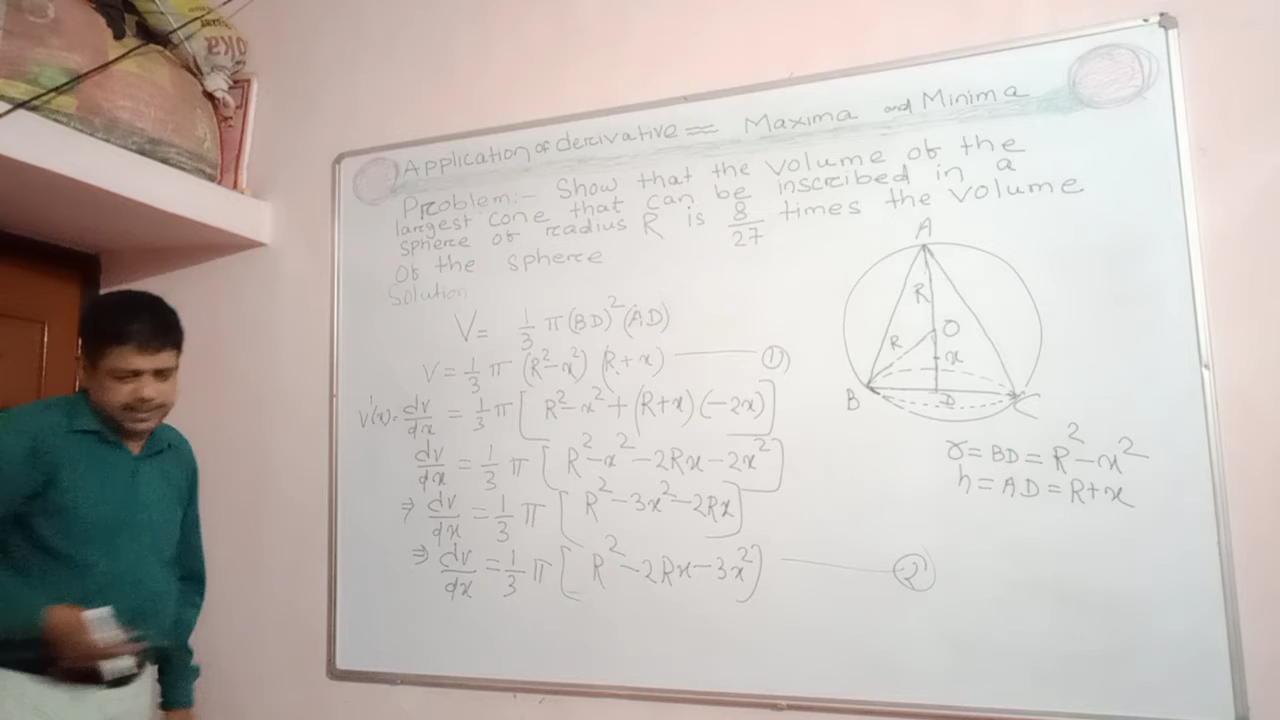 Application of derivative = Maxima and Minima
Problem:- Show that the volume of the
largest cone that can be inscribed in a
sphere of radius R is 8/27 times the volume
of the sphere
Solution
V = 1/3 π (BD)² (AD)
V = 1/3 π (R²-x²) (R+x) ——— ①
V'(x) = dv/dx = 1/3 π [R²-x²+(R+x)(-2x)]
dv/dx = 1/3 π [R²-x²-2Rx-2x²]
⇒ dv/dx = 1/3 π [R²-3x²-2Rx]
⇒ dv/dx = 1/3 π [R²-2Rx-3x²] ——— ②
A
R
O
R
x
B
D
C
r = BD = R²-x²
h = AD = R+x